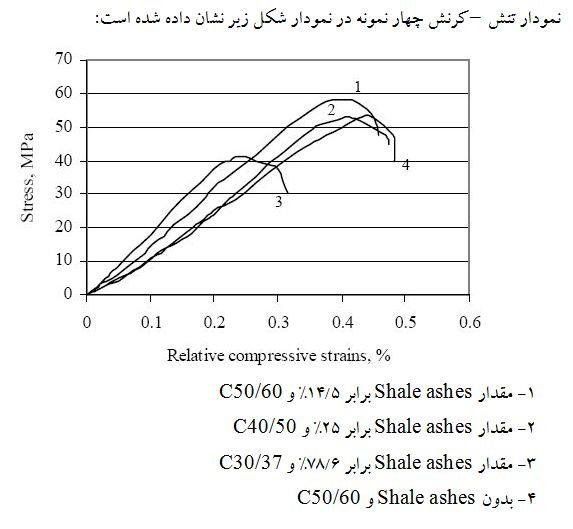 نمودار تنش –کرنش چهار نمونه در نمودار شکل زیر نشان داده شده است:
70
60
50
40
30
20
10
0
Stress, MPa
1
2
3
4
0 0.1 0.2 0.3 0.4 0.5 0.6
Relative compressive strains, %
۱- مقدار Shale ashes برابر ۱۴/۵٪ و C50/60
۲- مقدار Shale ashes برابر ۲۵٪ و C40/50
۳- مقدار Shale ashes برابر ۷۸/۶٪ و C30/37
۴- بدون Shale ashes و C50/60